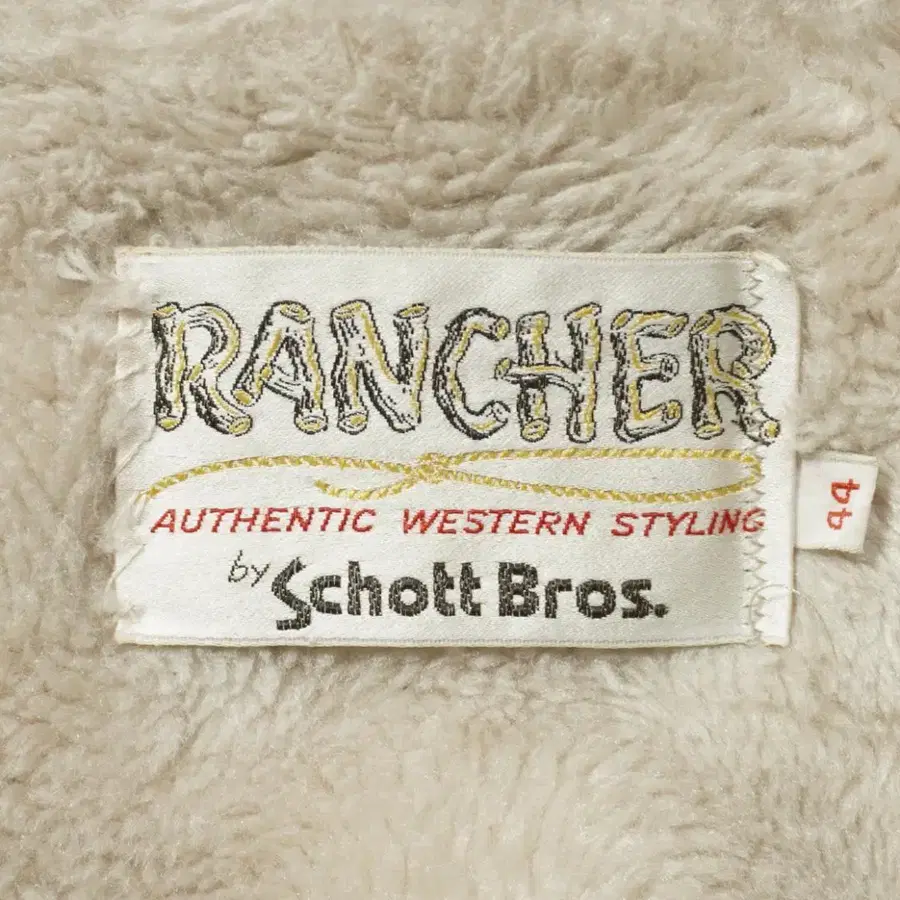 RANCHER
AUTHENTIC WESTERN STYLING
by Schott Bros.
44